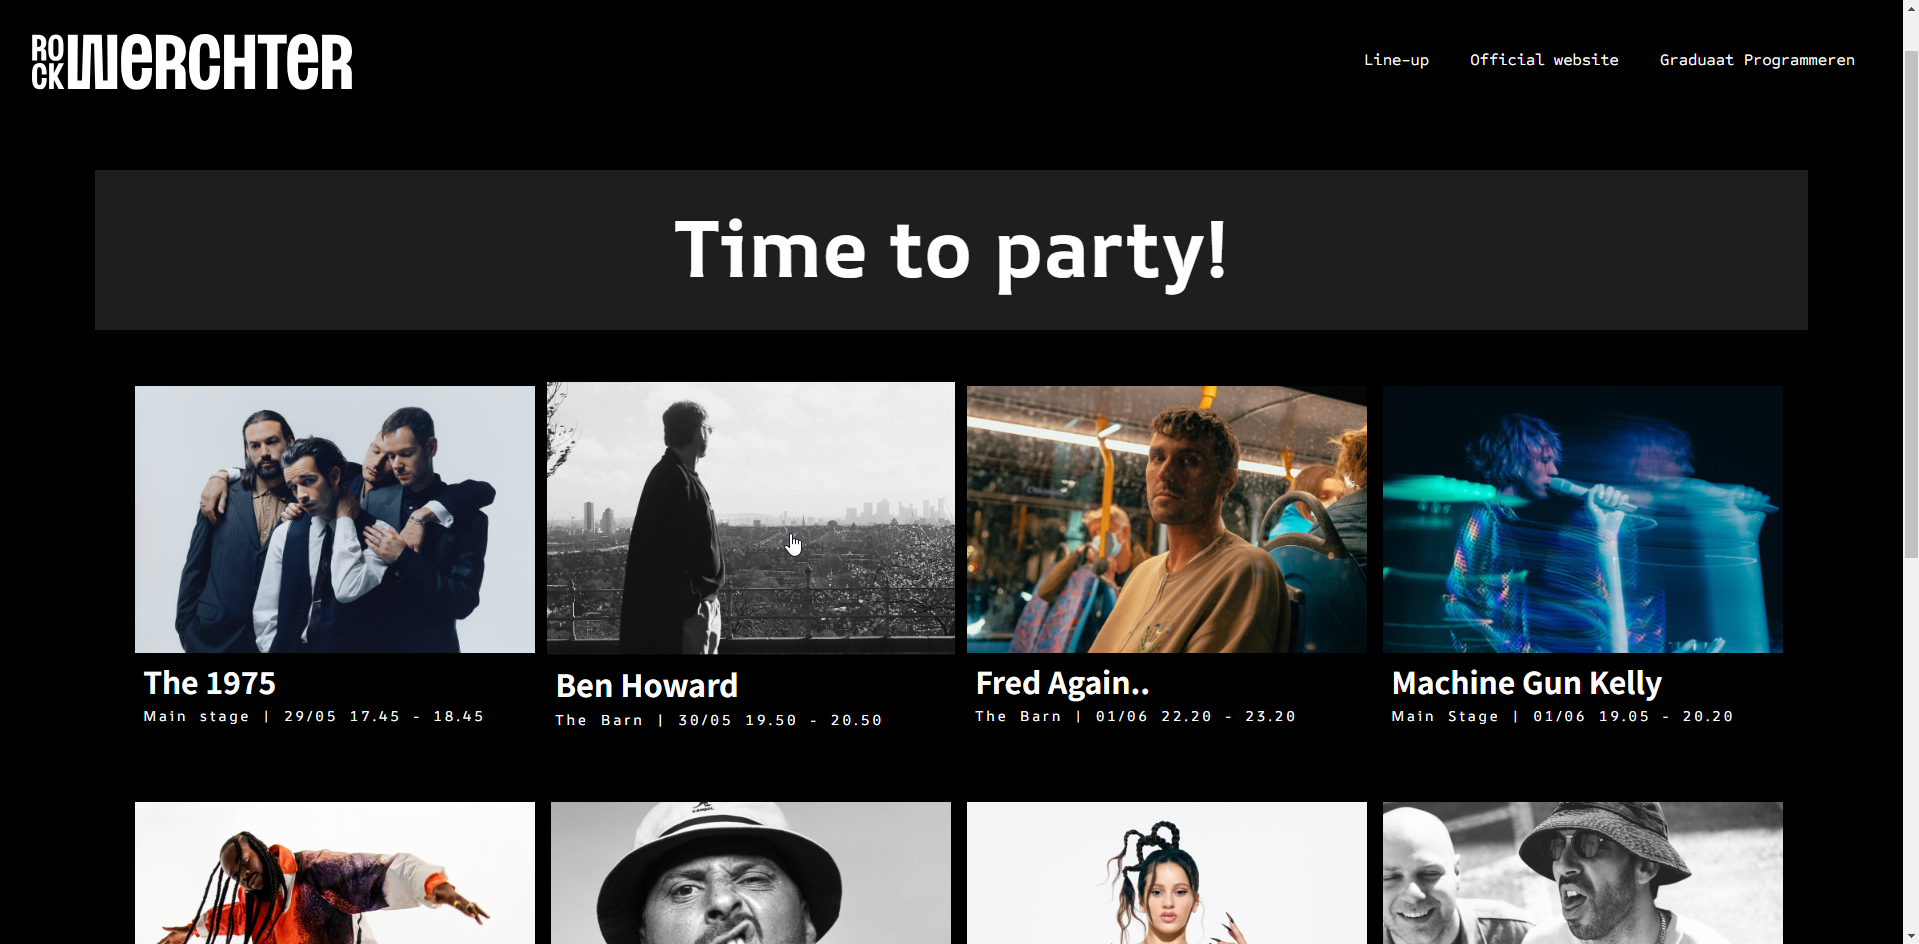 ROCK WERCHTER
Line-up
Official website
Graduaat Programmeren
Time to party!
The 1975
Main stage | 29/05 17.45 - 18.45
Ben Howard
The Barn | 30/05 19.50 - 20.50
Fred Again..
The Barn | 01/06 22.20 - 23.20
Machine Gun Kelly
Main Stage | 01/06 19.05 - 20.20
KANGOL